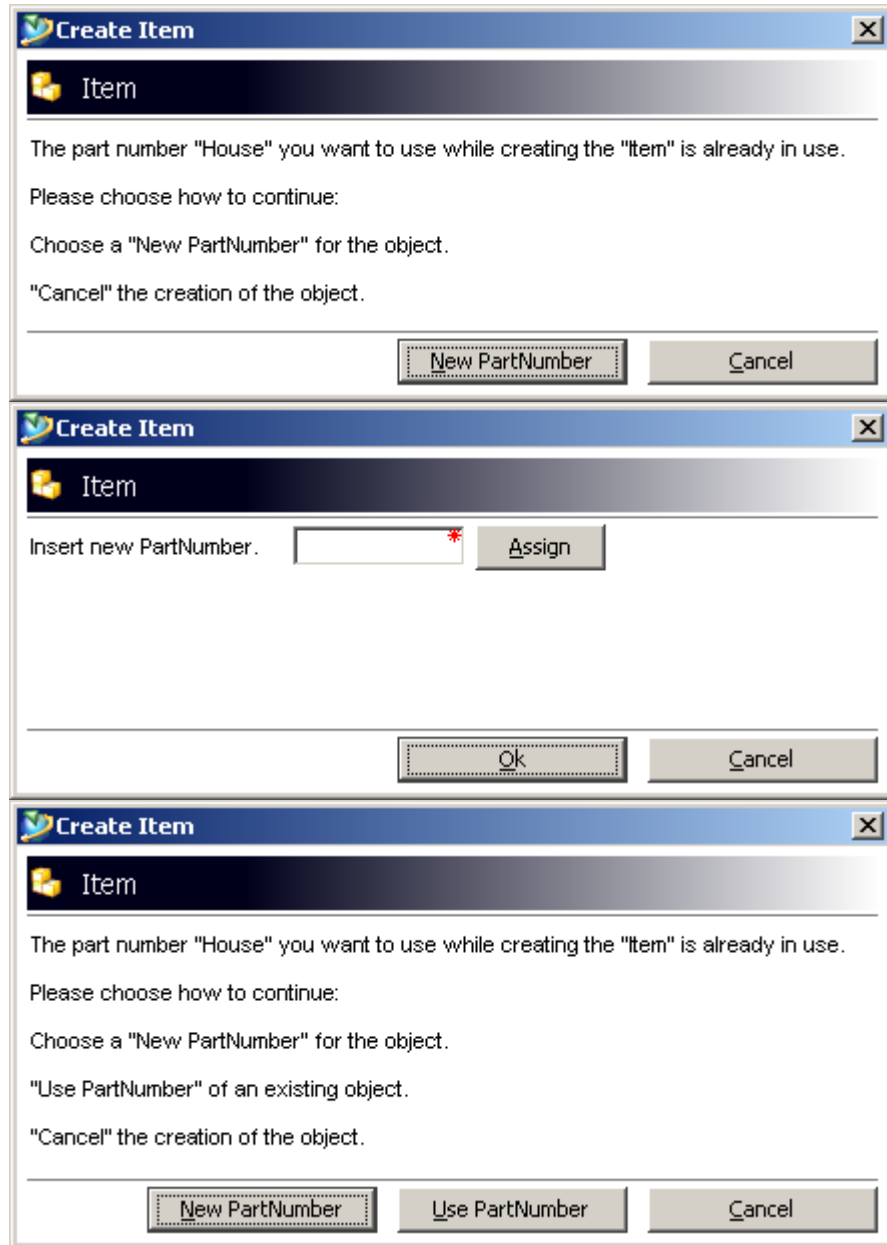 Create Item
Item
The part number "House" you want to use while creating the "Item" is already in use.
Please choose how to continue:
Choose a "New PartNumber" for the object.
"Cancel" the creation of the object.
New PartNumber Cancel
Create Item
Item
Insert new PartNumber. * Assign
Ok Cancel
Create Item
Item
The part number "House" you want to use while creating the "Item" is already in use.
Please choose how to continue:
Choose a "New PartNumber" for the object.
"Use PartNumber" of an existing object.
"Cancel" the creation of the object.
New PartNumber Use PartNumber Cancel